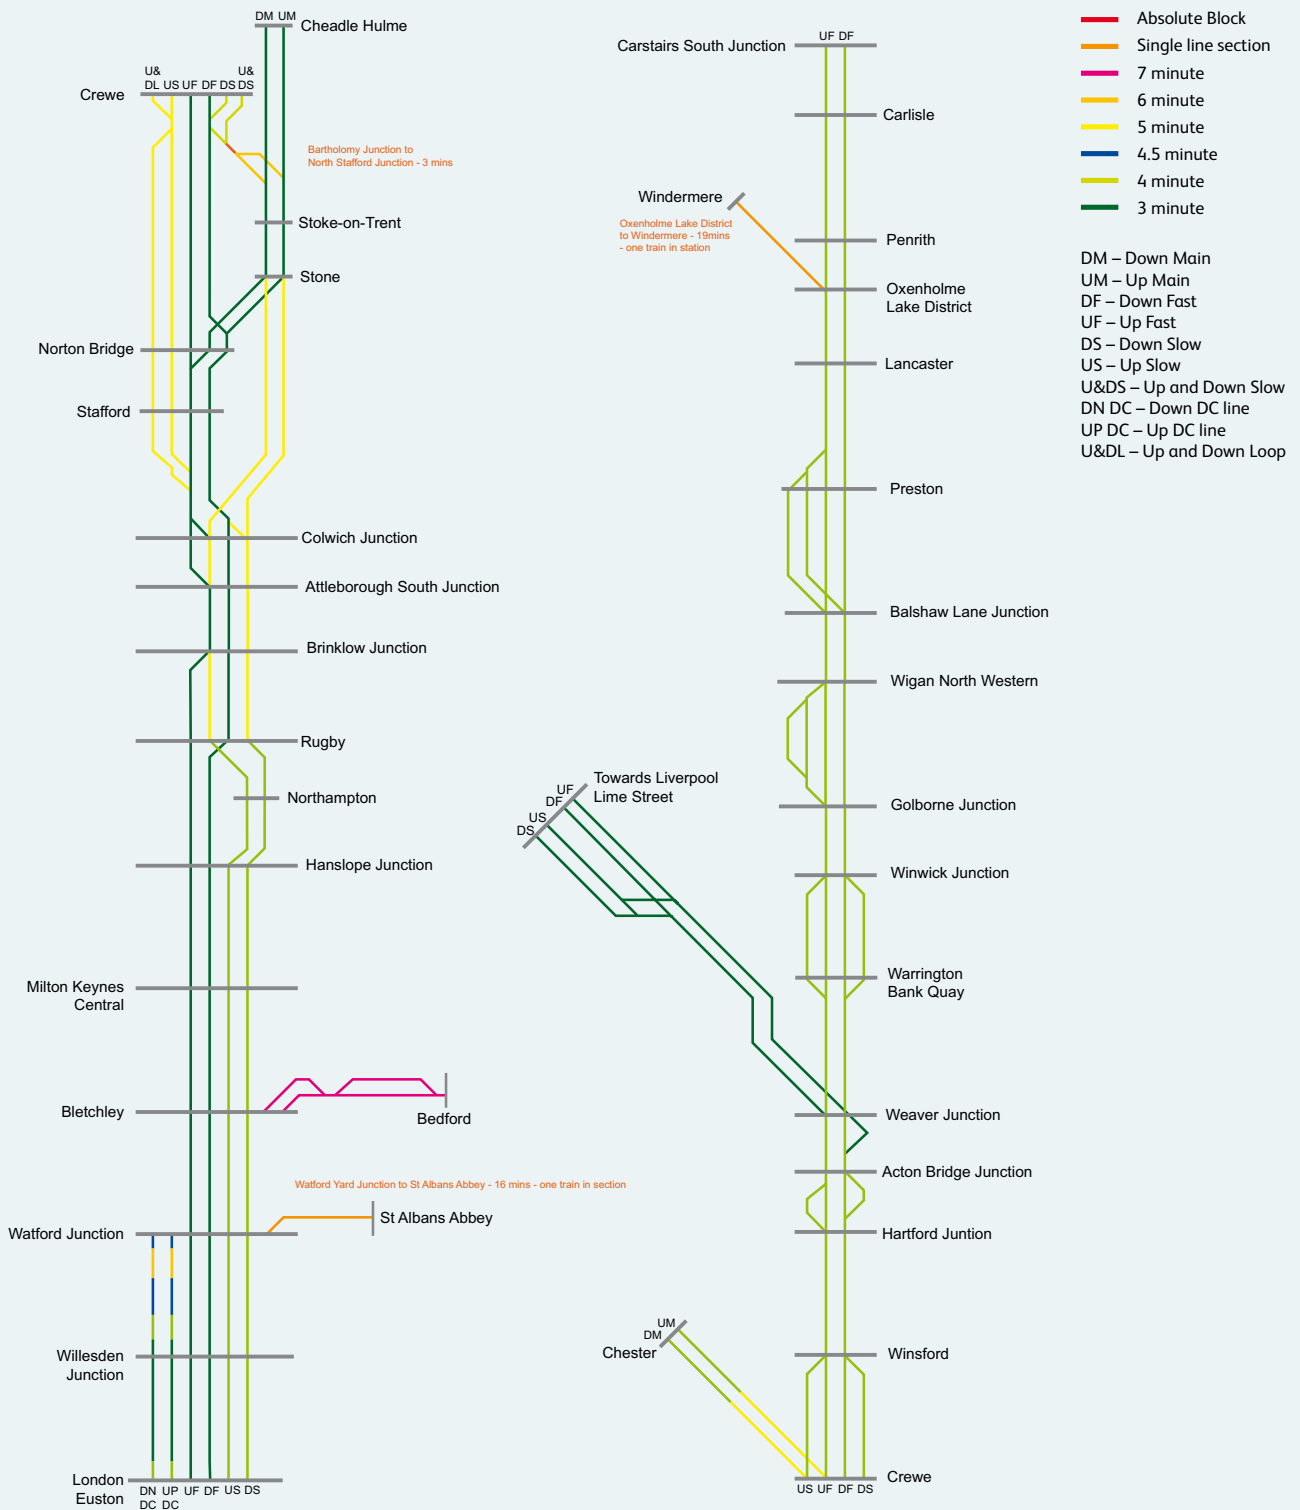 DM UM
Cheadle Hulme
U&
DL US UF DF DS
U&
DS
Crewe
Bartholomy Junction to
North Stafford Junction - 3 mins
Stoke-on-Trent
Stone
Norton Bridge
Stafford
Colwich Junction
Attleborough South Junction
Brinklow Junction
Rugby
Northampton
Hanslope Junction
Milton Keynes
Central
Bletchley
Bedford
Watford Yard Junction to St Albans Abbey - 16 mins - one train in section
St Albans Abbey
Watford Junction
Willesden
Junction
London
Euston
DN
DC
UP
DC
UF DF US DS
UF DF
Carstairs South Junction
Carlisle
Windermere
Oxenholme Lake District
to Windermere - 19mins
- one train in station
Penrith
Oxenholme
Lake District
Lancaster
Preston
Balshaw Lane Junction
Wigan North Western
Towards Liverpool
Lime Street
UF
DF
US
DS
Golborne Junction
Winwick Junction
Warrington
Bank Quay
Weaver Junction
Acton Bridge Junction
Hartford Juntion
UM
DM
Chester
Winsford
Crewe
US UF DF DS
Absolute Block
Single line section
7 minute
6 minute
5 minute
4.5 minute
4 minute
3 minute
DM – Down Main
UM – Up Main
DF – Down Fast
UF – Up Fast
DS – Down Slow
US – Up Slow
U&DS – Up and Down Slow
DN DC – Down DC line
UP DC – Up DC line
U&DL – Up and Down Loop